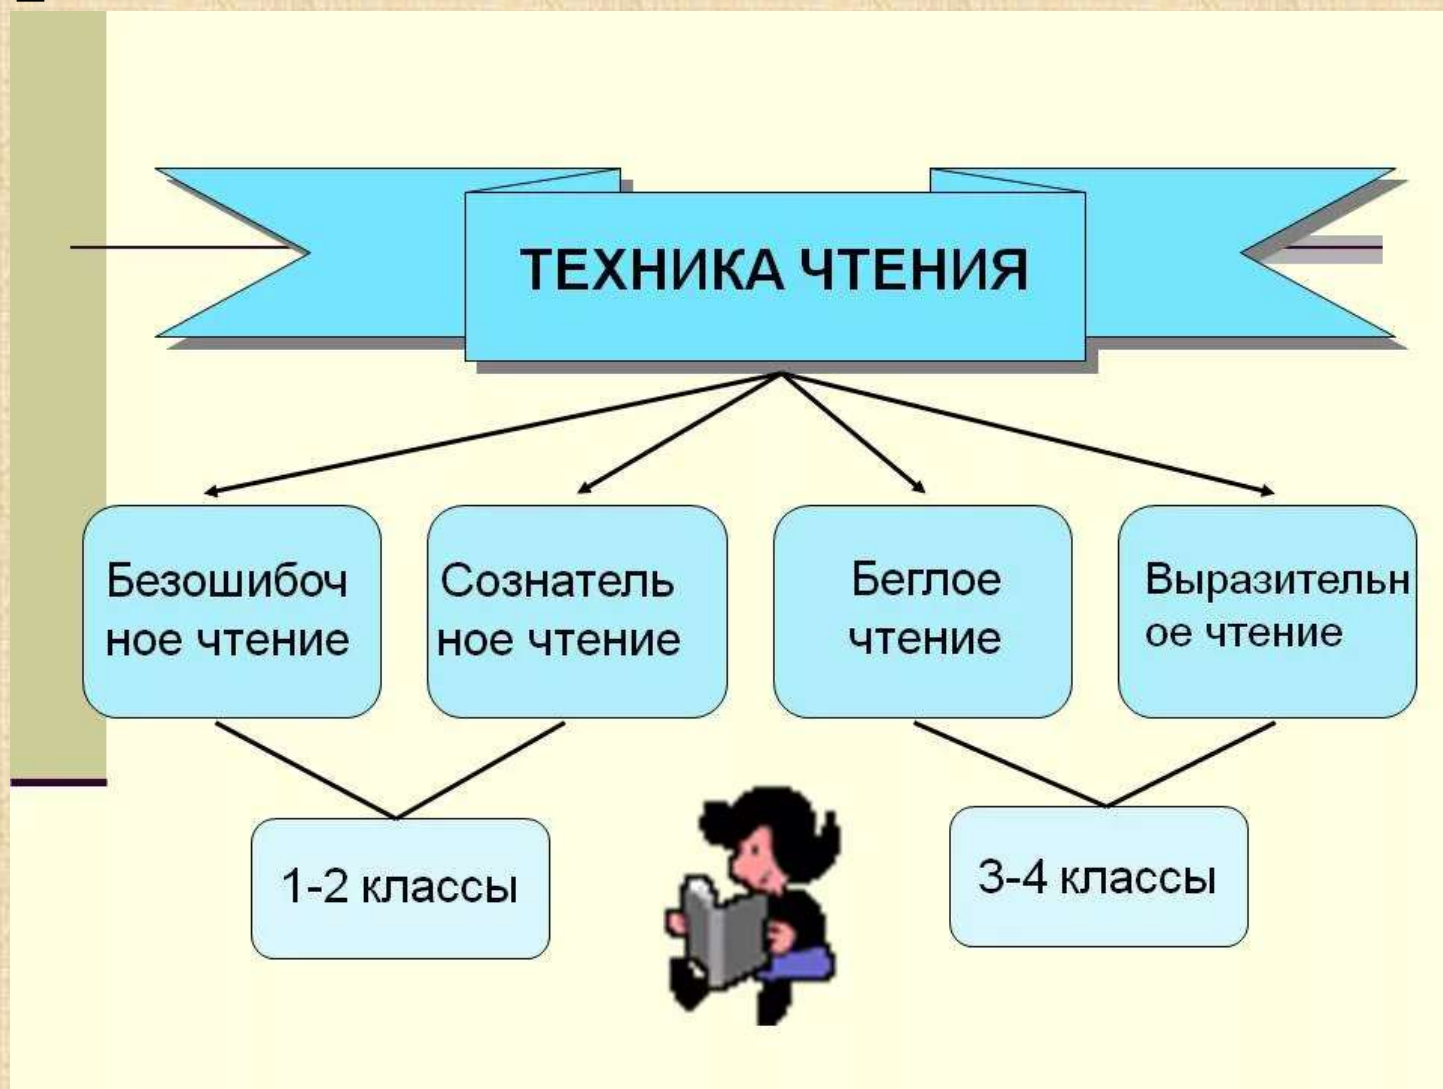 ТЕХНИКА ЧТЕНИЯ
Безошибоч
ное чтение
Сознатель
ное чтение
Беглое
чтение
Выразительн
ое чтение
1-2 классы
3-4 классы